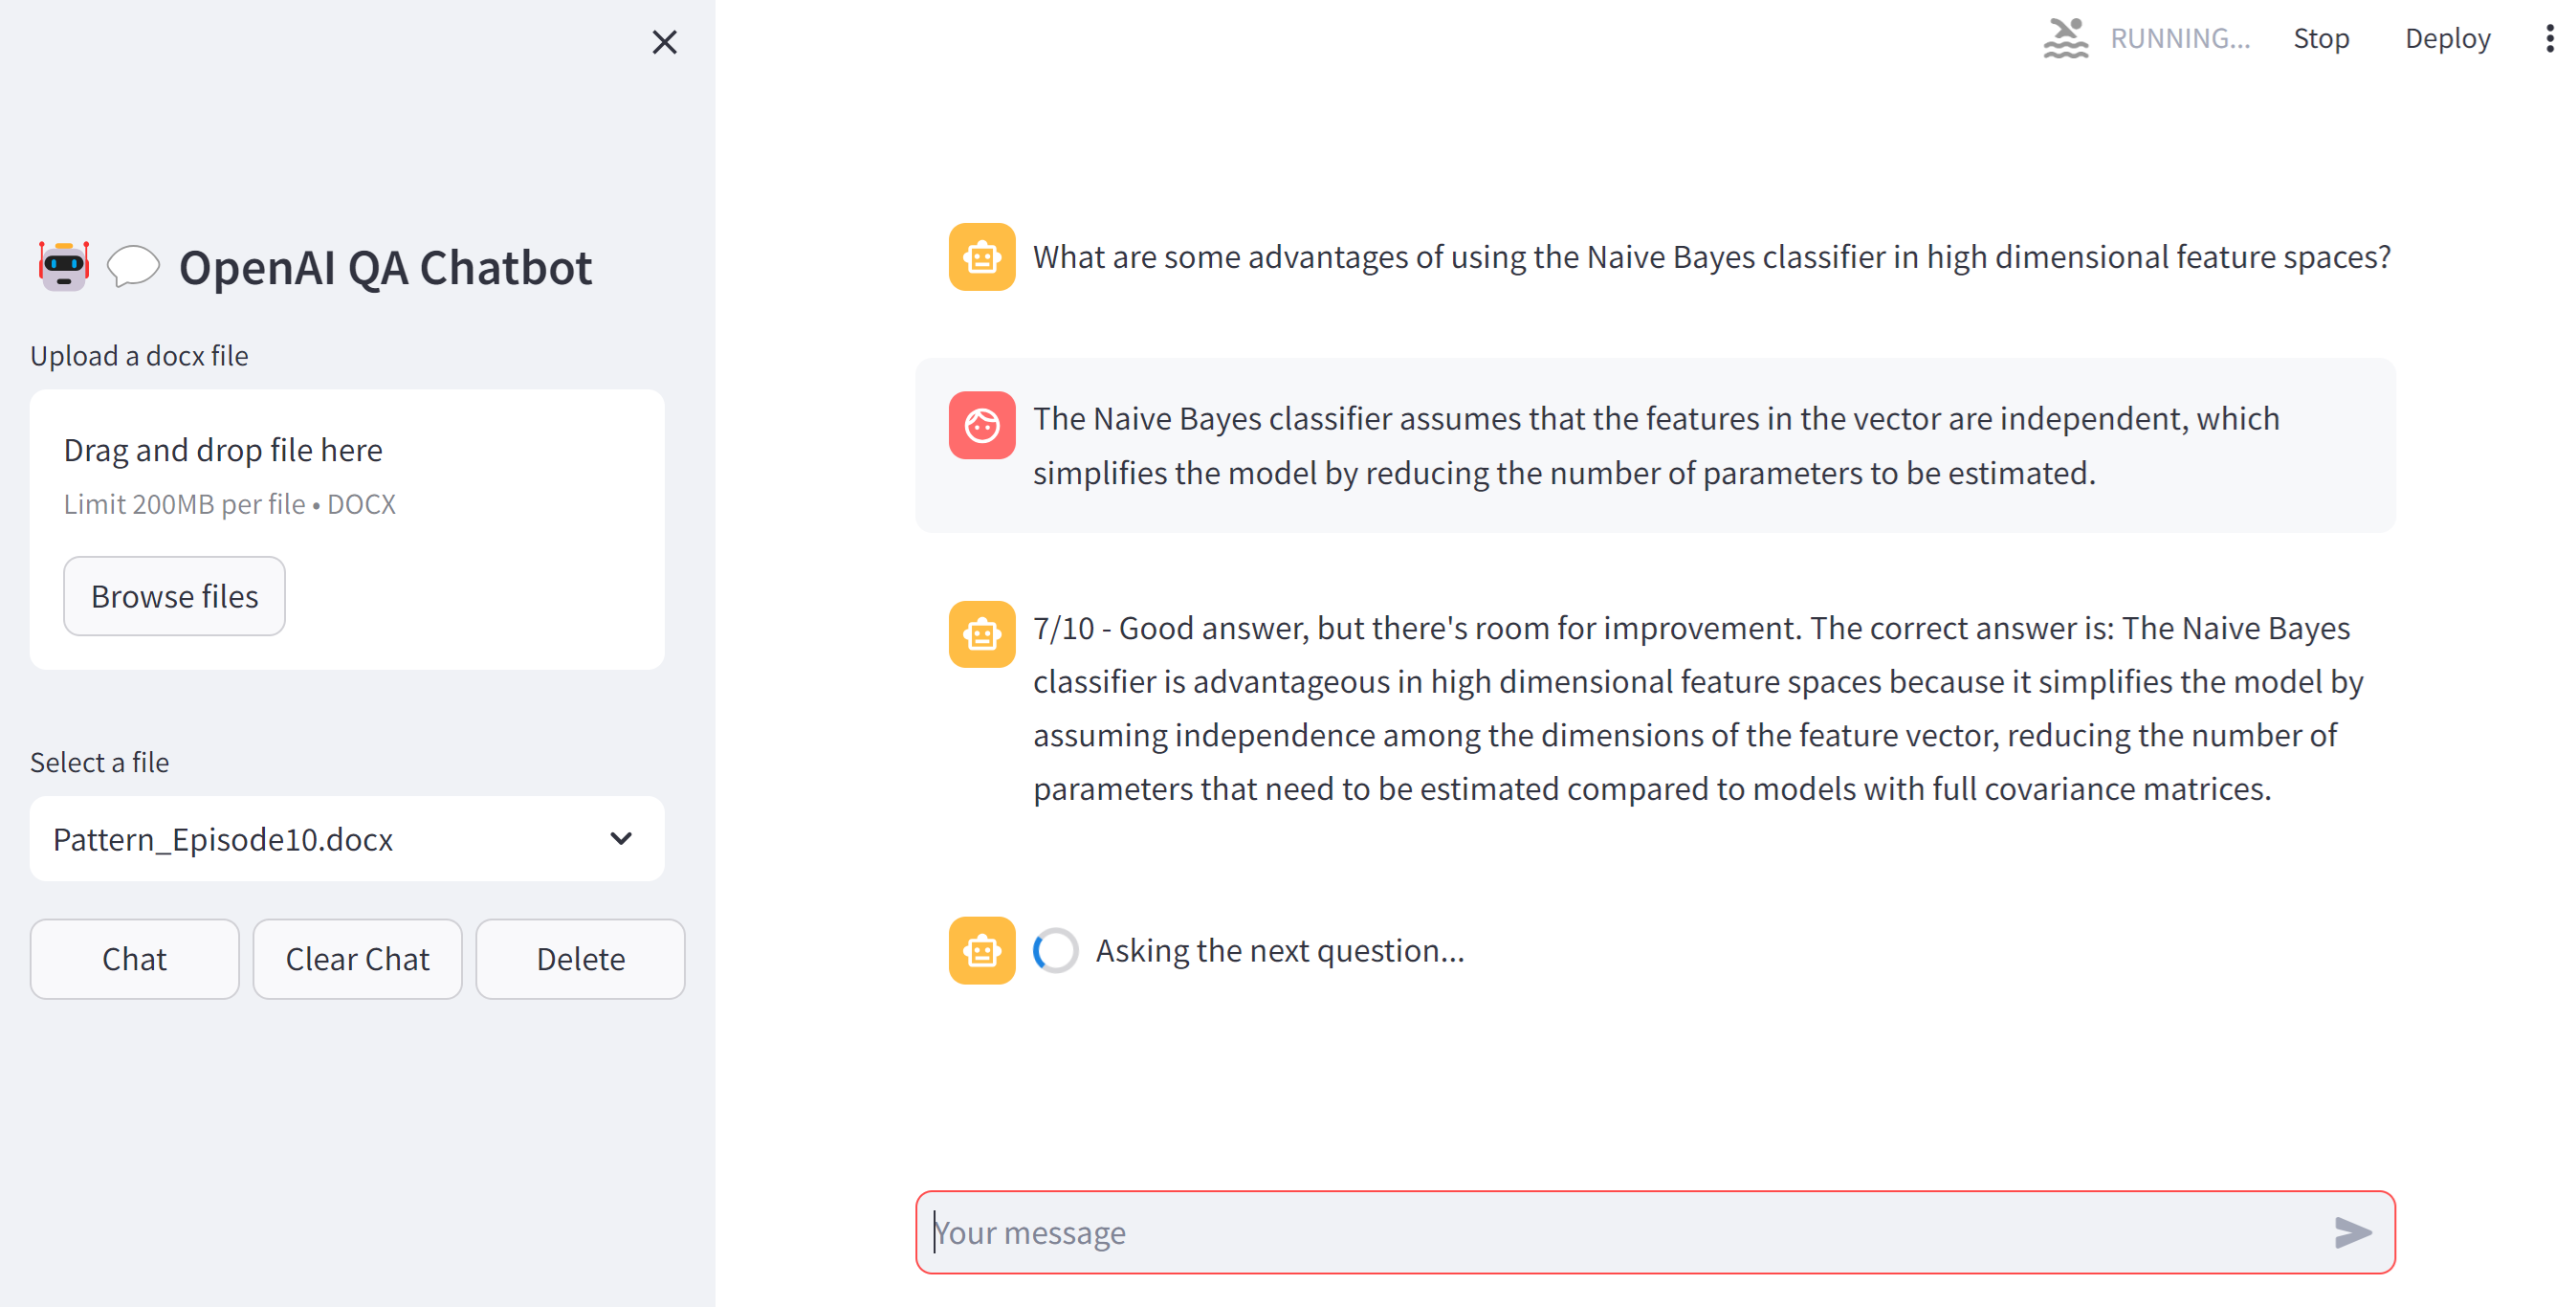 RUNNING...
Stop
Deploy
OpenAI QA Chatbot
Upload a docx file
Drag and drop file here
Limit 200MB per file • DOCX
Browse files
Select a file
Pattern_Episode10.docx
Chat
Clear Chat
Delete
What are some advantages of using the Naive Bayes classifier in high dimensional feature spaces?
The Naive Bayes classifier assumes that the features in the vector are independent, which
simplifies the model by reducing the number of parameters to be estimated.
7/10 - Good answer, but there's room for improvement. The correct answer is: The Naive Bayes
classifier is advantageous in high dimensional feature spaces because it simplifies the model by
assuming independence among the dimensions of the feature vector, reducing the number of
parameters that need to be estimated compared to models with full covariance matrices.
Asking the next question...
Your message